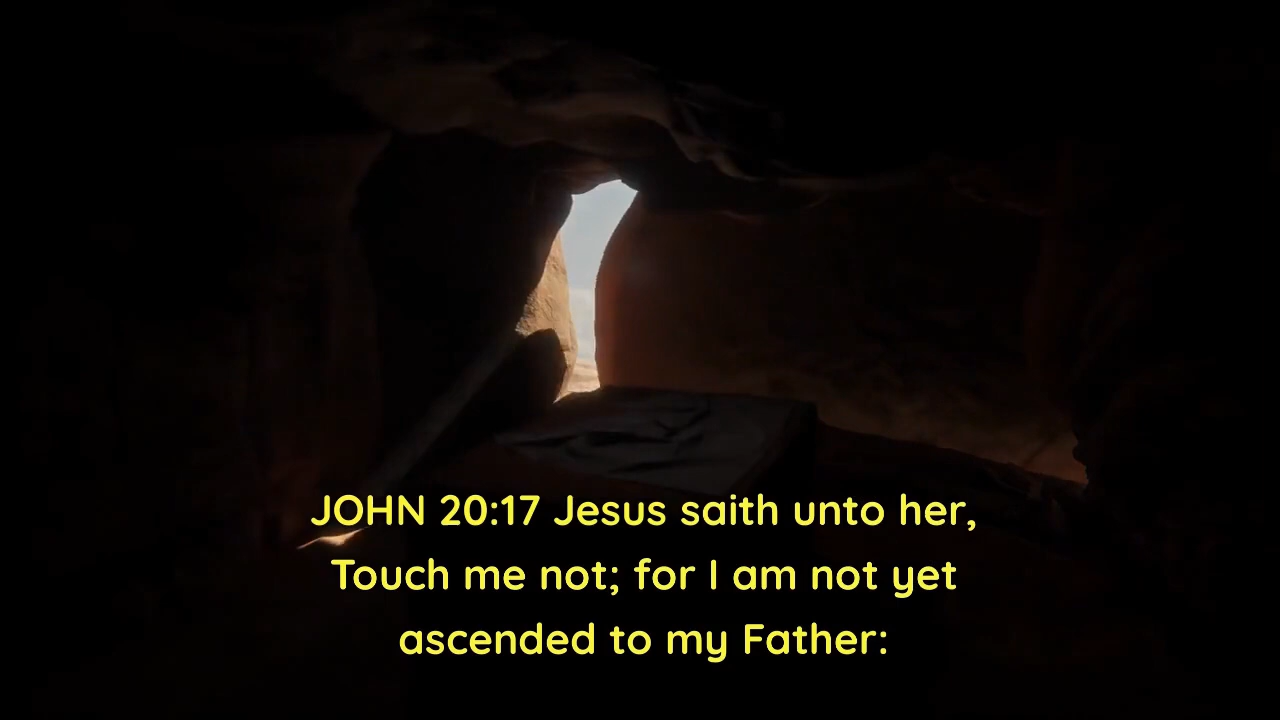 JOHN 20:17 Jesus saith unto her,
Touch me not; for I am not yet
ascended to my Father: